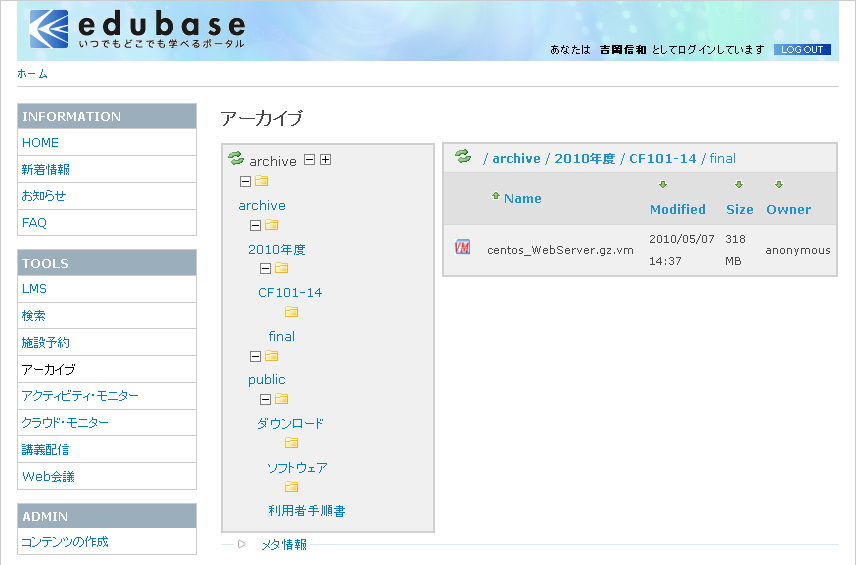 edubase
いつでもどこでも学べるポータル
あなたは 吉岡信和 としてログインしています LOG OUT
ホーム
INFORMATION
HOME
新着情報
お知らせ
FAQ
TOOLS
LMS
検索
施設予約
アーカイブ
アクティビティ・モニター
クラウド・モニター
講義配信
Web会議
ADMIN
コンテンツの作成
アーカイブ
archive
archive
2010年度
CF101-14
final
public
ダウンロード
ソフトウェア
利用者手順書
メタ情報
/ archive / 2010年度 / CF101-14 / final
Name Modified Size Owner
VM centos_WebServer.gz.vm 2010/05/07 318 anonymous
14:37 MB